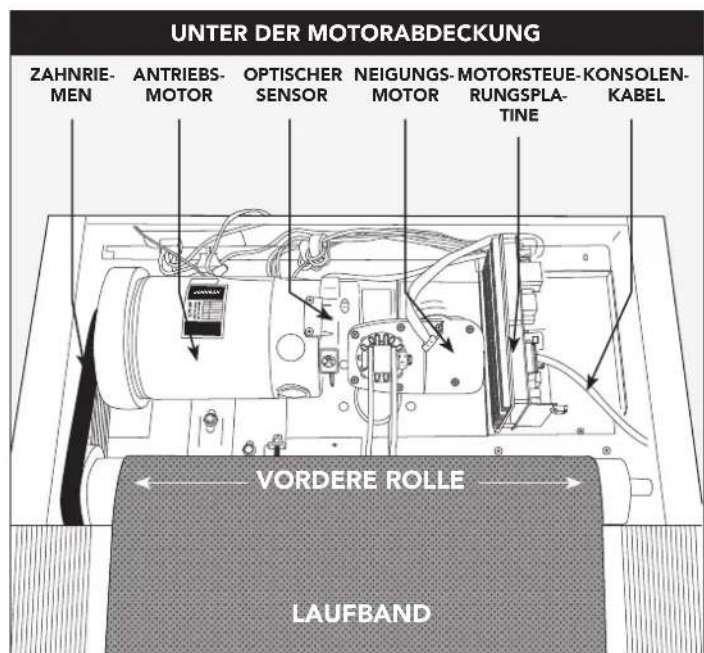 UNTER DER MOTORABDECKUNG
ZAHNRIE-
MEN
ANTRIEBS-
MOTOR
OPTISCHER
SENSOR
NEIGUNGS-
MOTOR
MOTORSTEUE-
RUNGSPLA-
TINE
KONSOLEN-
KABEL
JOHNSON
VORDERE ROLLE
LAUFBAND